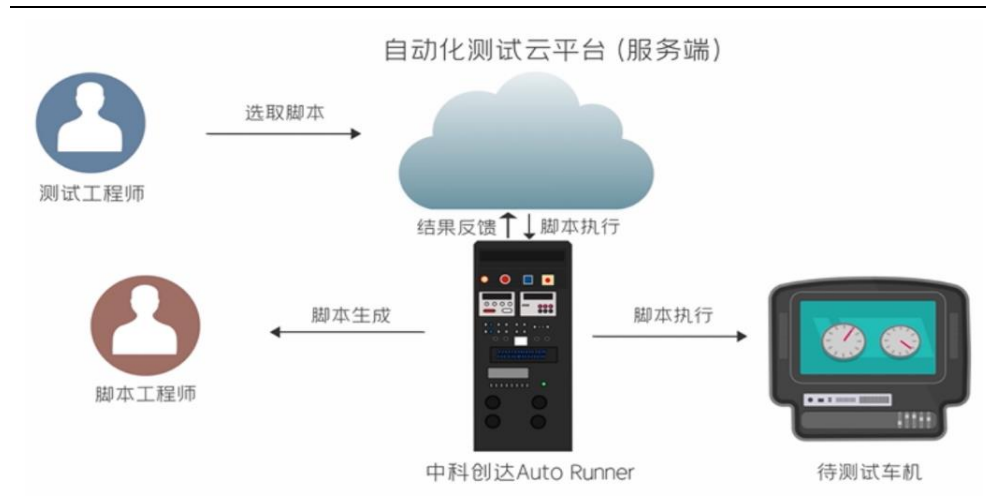 自动化测试云平台（服务端）
选取脚本
测试工程师
结果反馈
脚本执行
脚本生成
脚本执行
脚本工程师
中科创达Auto Runner
待测试车机